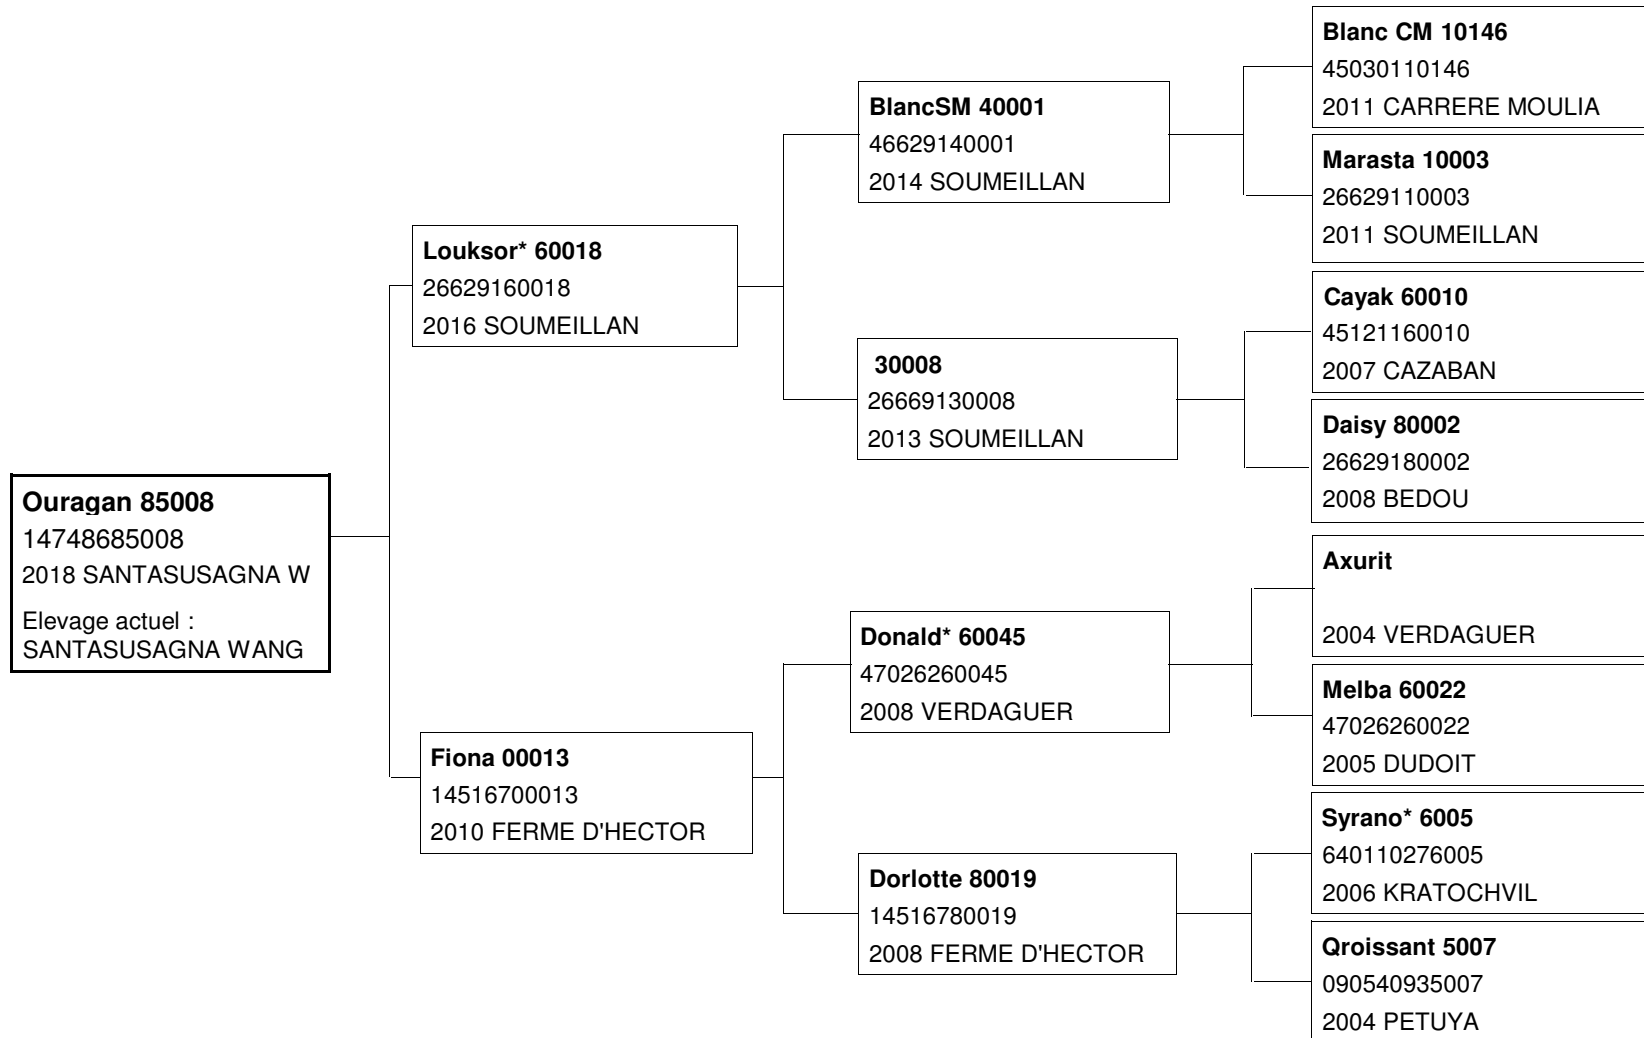 Ouragan 85008
14748685008
2018 SANTASUSAGNA W
Elevage actuel :
SANTASUSAGNA WANG
Louksor* 60018
26629160018
2016 SOUMEILLAN
Fiona 00013
14516700013
2010 FERME D'HECTOR
BlancSM 40001
46629140001
2014 SOUMEILLAN
30008
26669130008
2013 SOUMEILLAN
Donald* 60045
47026260045
2008 VERDAGUER
Dorlotte 80019
14516780019
2008 FERME D'HECTOR
Blanc CM 10146
45030110146
2011 CARRERE MOULIA
Marasta 10003
26629110003
2011 SOUMEILLAN
Cayak 60010
45121160010
2007 CAZABAN
Daisy 80002
26629180002
2008 BEDOU
Axurit
2004 VERDAGUER
Melba 60022
47026260022
2005 DUDOIT
Syrano* 6005
640110276005
2006 KRATOCHVIL
Qroissant 5007
090540935007
2004 PETUYA